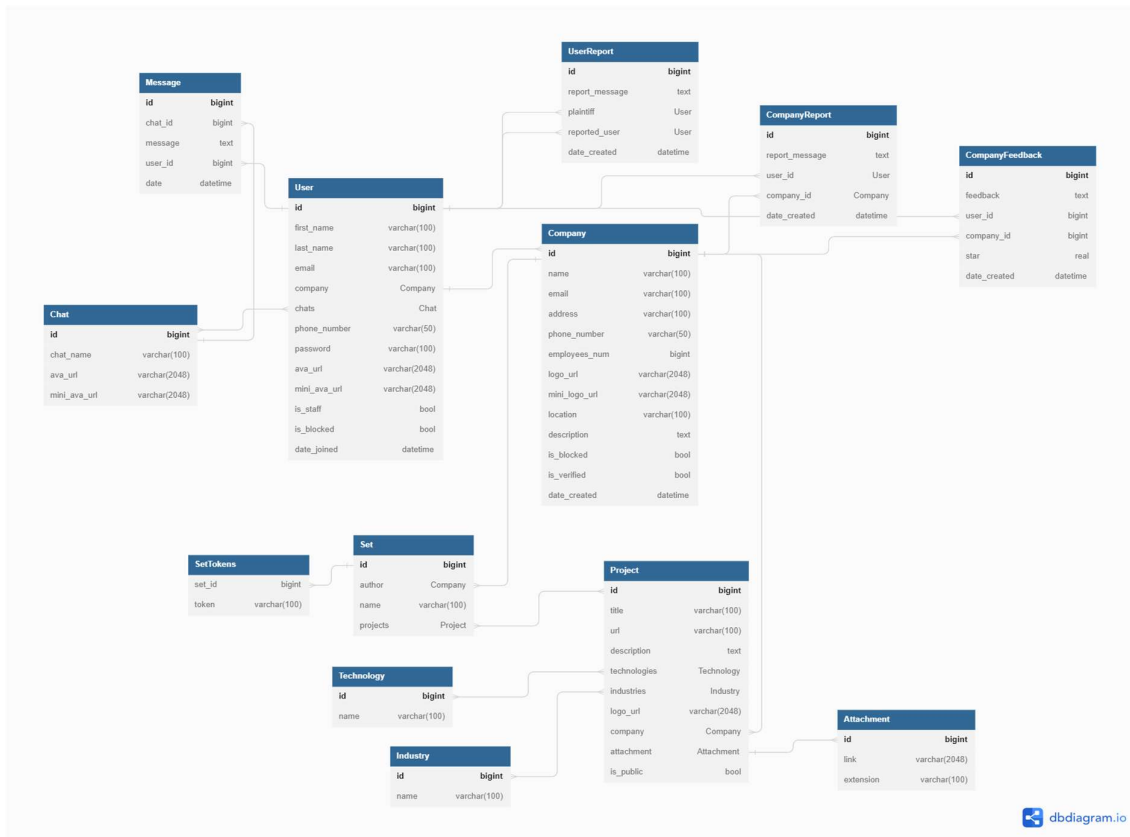 Message
id bigint
chat_id bigint
message text
user_id bigint
date datetime
UserReport
id bigint
report_message text
plaintiff User
reported_user User
date_created datetime
CompanyReport
id bigint
report_message text
user_id User
company_id Company
date_created datetime
CompanyFeedback
id bigint
feedback text
user_id bigint
company_id bigint
star real
date_created datetime
User
id bigint
first_name varchar(100)
last_name varchar(100)
email varchar(100)
company Company
chats Chat
phone_number varchar(50)
password varchar(100)
ava_url varchar(2048)
mini_ava_url varchar(2048)
is_staff bool
is_blocked bool
date_joined datetime
Company
id bigint
name varchar(100)
email varchar(100)
address varchar(100)
phone_number varchar(50)
employees_num bigint
logo_url varchar(2048)
mini_logo_url varchar(2048)
location varchar(100)
description text
is_blocked bool
is_verified bool
date_created datetime
Chat
id bigint
chat_name varchar(100)
ava_url varchar(2048)
mini_ava_url varchar(2048)
SetTokens
set_id bigint
token varchar(100)
Set
id bigint
author Company
name varchar(100)
projects Project
Project
id bigint
title varchar(100)
url varchar(100)
description text
technologies Technology
industries Industry
logo_url varchar(2048)
company Company
attachment Attachment
is_public bool
Technology
id bigint
name varchar(100)
Industry
id bigint
name varchar(100)
Attachment
id bigint
link varchar(2048)
extension varchar(100)
dbdiagram.io